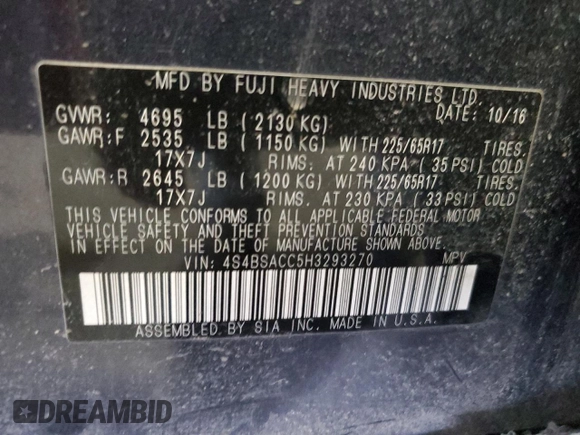 MFD BY FUJI HEAVY INDUSTRIES LTD.
GVWR: 4695 LB (2130 KG) DATE: 10/16
GAWR:F 2535 LB (1150 KG) WITH 225/65R17 TIRES.
17X7J RIMS. AT 240 KPA (35 PSI) COLD
GAWR:R 2645 LB (1200 KG) WITH 225/65R17 TIRES.
17X7J RIMS. AT 230 KPA (33 PSI) COLD
THIS VEHICLE CONFORMS TO ALL APPLICABLE FEDERAL MOTOR
VEHICLE SAFETY AND THEFT PREVENTION STANDARDS
IN EFFECT ON THE DATE OF MANUFACTURE SHOWN ABOVE.
VIN: 4S4BSACC5H3293270 MPV
ASSEMBLED BY SIA INC. MADE IN U.S.A.
DREAMBID